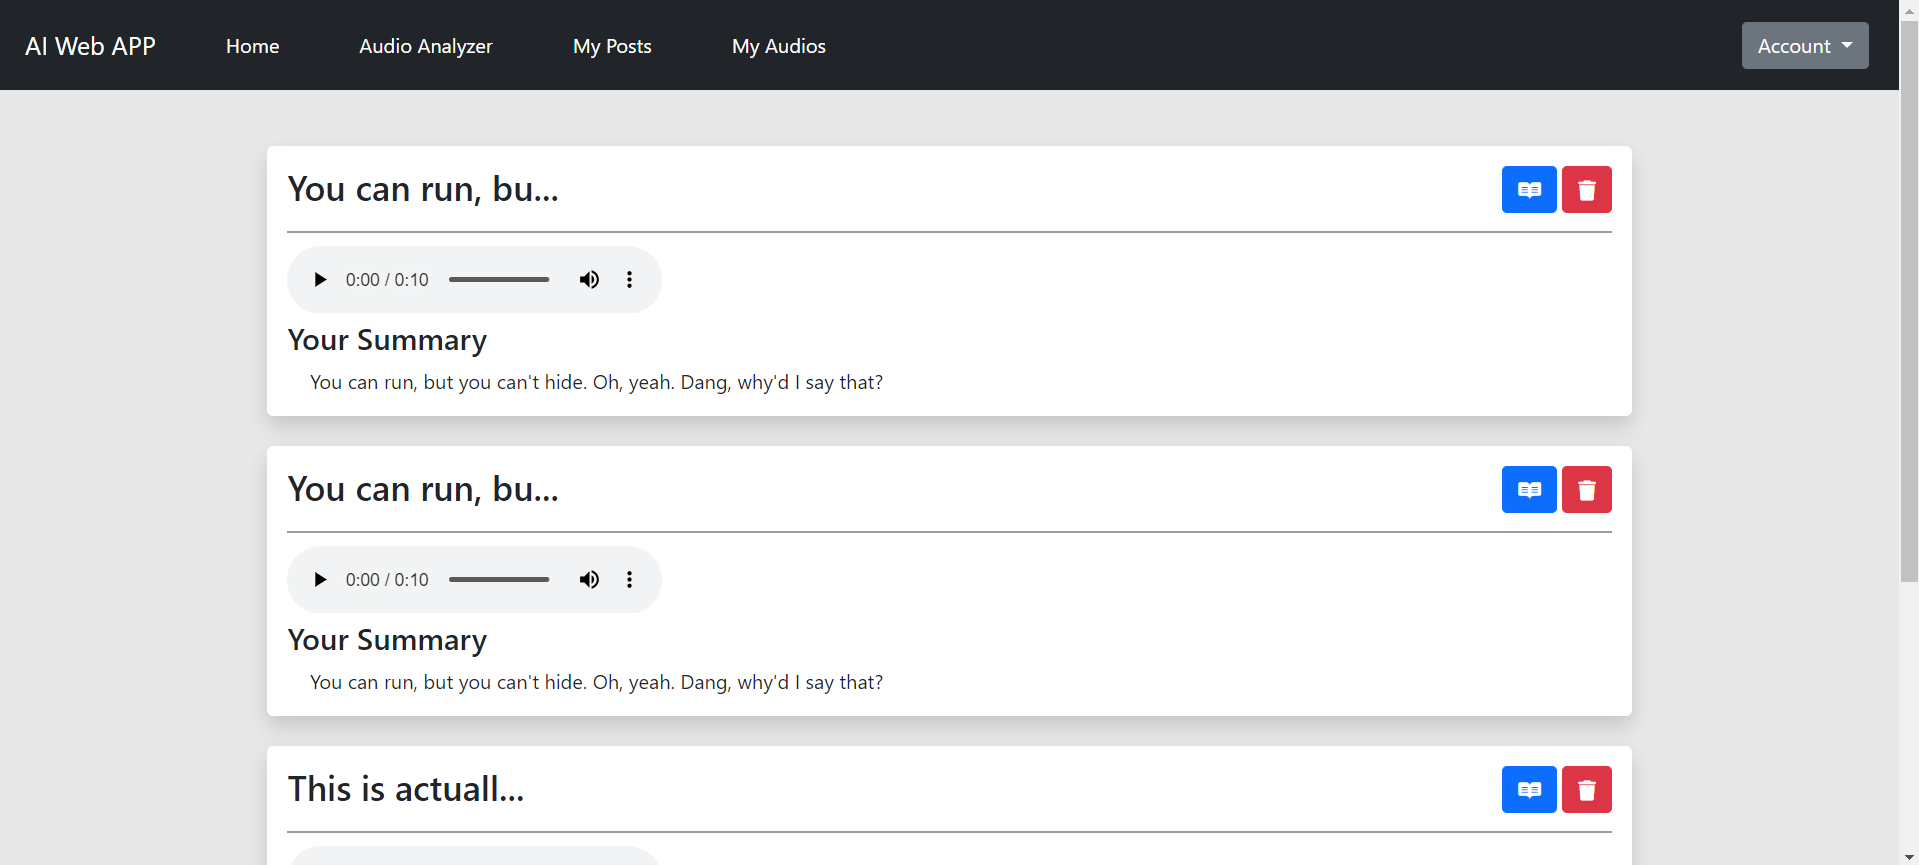 AI Web APP Home Audio Analyzer My Posts My Audios Account
You can run, bu...
0:00 / 0:10
Your Summary
You can run, but you can't hide. Oh, yeah. Dang, why'd I say that?
You can run, bu...
0:00 / 0:10
Your Summary
You can run, but you can't hide. Oh, yeah. Dang, why'd I say that?
This is actuall...